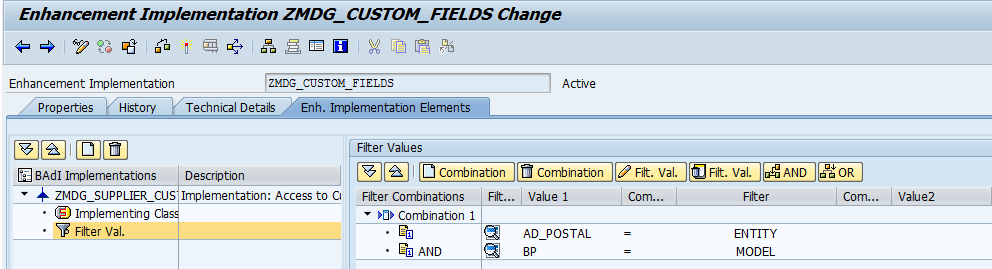 Enhancement Implementation ZMDG_CUSTOM_FIELDS Change
Enhancement Implementation ZMDG_CUSTOM_FIELDS Active
Properties History Technical Details Enh. Implementation Elements
Filter Values
Combination Combination Filt. Val. Filt. Val. AND OR
BAdI Implementations Description
Filter Combinations Filt... Value 1 Com... Filter Com... Value2
ZMDG_SUPPLIER_CUST Implementation: Access to Cu
Combination 1
Implementing Class
Filter Val.
AD_POSTAL = ENTITY
AND BP = MODEL